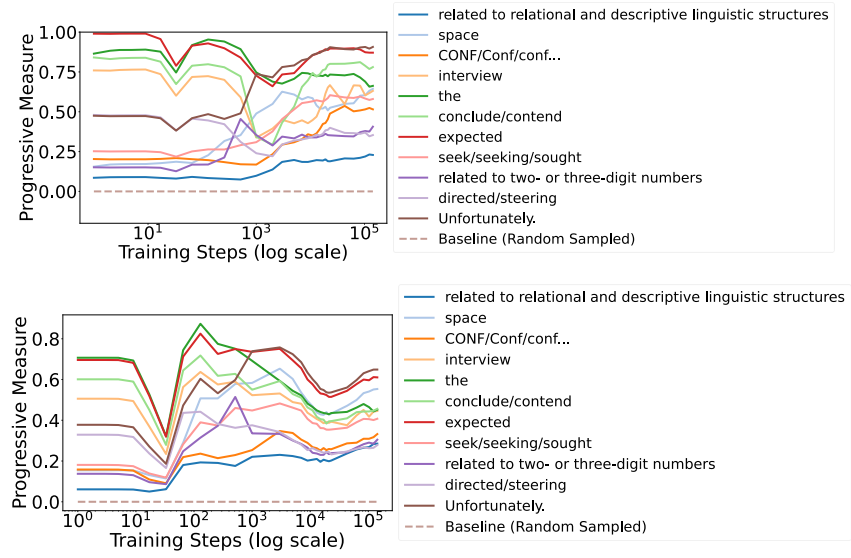 1.00
0.75
0.50
0.25
0.00
Progressive Measure
10¹
10³
10⁵
Training Steps (log scale)
related to relational and descriptive linguistic structures
space
CONF/Conf/conf...
interview
the
conclude/contend
expected
seek/seeking/sought
related to two- or three-digit numbers
directed/steering
Unfortunately.
Baseline (Random Sampled)
0.8
0.6
0.4
0.2
0.0
Progressive Measure
10⁰
10¹
10²
10³
10⁴
10⁵
Training Steps (log scale)
related to relational and descriptive linguistic structures
space
CONF/Conf/conf...
interview
the
conclude/contend
expected
seek/seeking/sought
related to two- or three-digit numbers
directed/steering
Unfortunately.
Baseline (Random Sampled)